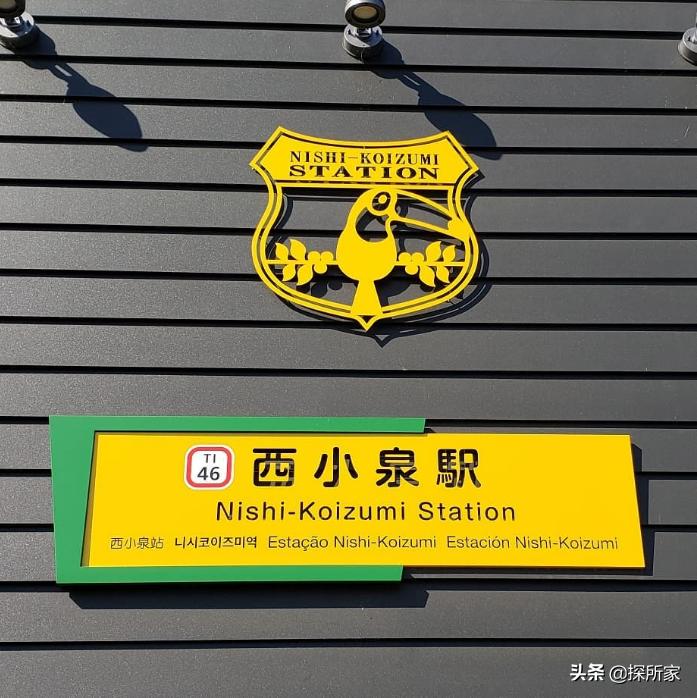 NISHI-KOIZUMI
STATION
TI
46
西小泉駅
Nishi-Koizumi Station
西小泉站 니시코이즈미역 Estação Nishi-Koizumi Estación Nishi-Koizumi
头条 @探所家